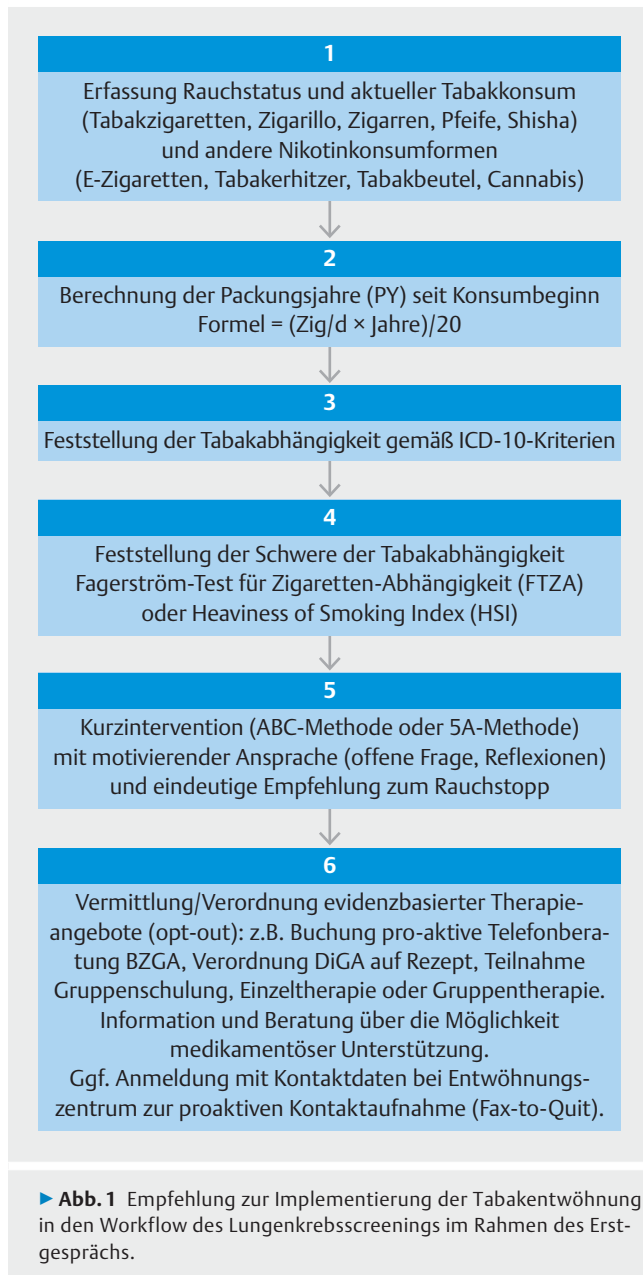 1
Erfassung Rauchstatus und aktueller Tabakkonsum
(Tabakzigaretten, Zigarillo, Zigarren, Pfeife, Shisha)
und andere Nikotinkonsumformen
(E-Zigaretten, Tabakerhitzer, Tabakbeutel, Cannabis)
2
Berechnung der Packungsjahre (PY) seit Konsumbeginn
Formel = (Zig/d × Jahre)/20
3
Feststellung der Tabakabhängigkeit gemäß ICD-10-Kriterien
4
Feststellung der Schwere der Tabakabhängigkeit
Fagerström-Test für Zigaretten-Abhängigkeit (FTZA)
oder Heaviness of Smoking Index (HSI)
5
Kurzintervention (ABC-Methode oder 5A-Methode)
mit motivierender Ansprache (offene Frage, Reflexionen)
und eindeutige Empfehlung zum Rauchstopp
6
Vermittlung/Verordnung evidenzbasierter Therapie-
angebote (opt-out): z.B. Buchung pro-aktive Telefonbera-
tung BZGA, Verordnung DiGA auf Rezept, Teilnahme
Gruppenschulung, Einzeltherapie oder Gruppentherapie.
Information und Beratung über die Möglichkeit
medikamentöser Unterstützung.
Ggf. Anmeldung mit Kontaktdaten bei Entwöhnungs-
zentrum zur proaktiven Kontaktaufnahme (Fax-to-Quit).
▶ Abb. 1 Empfehlung zur Implementierung der Tabakentwöhnung
in den Workflow des Lungenkrebsscreenings im Rahmen des Erst-
gesprächs.